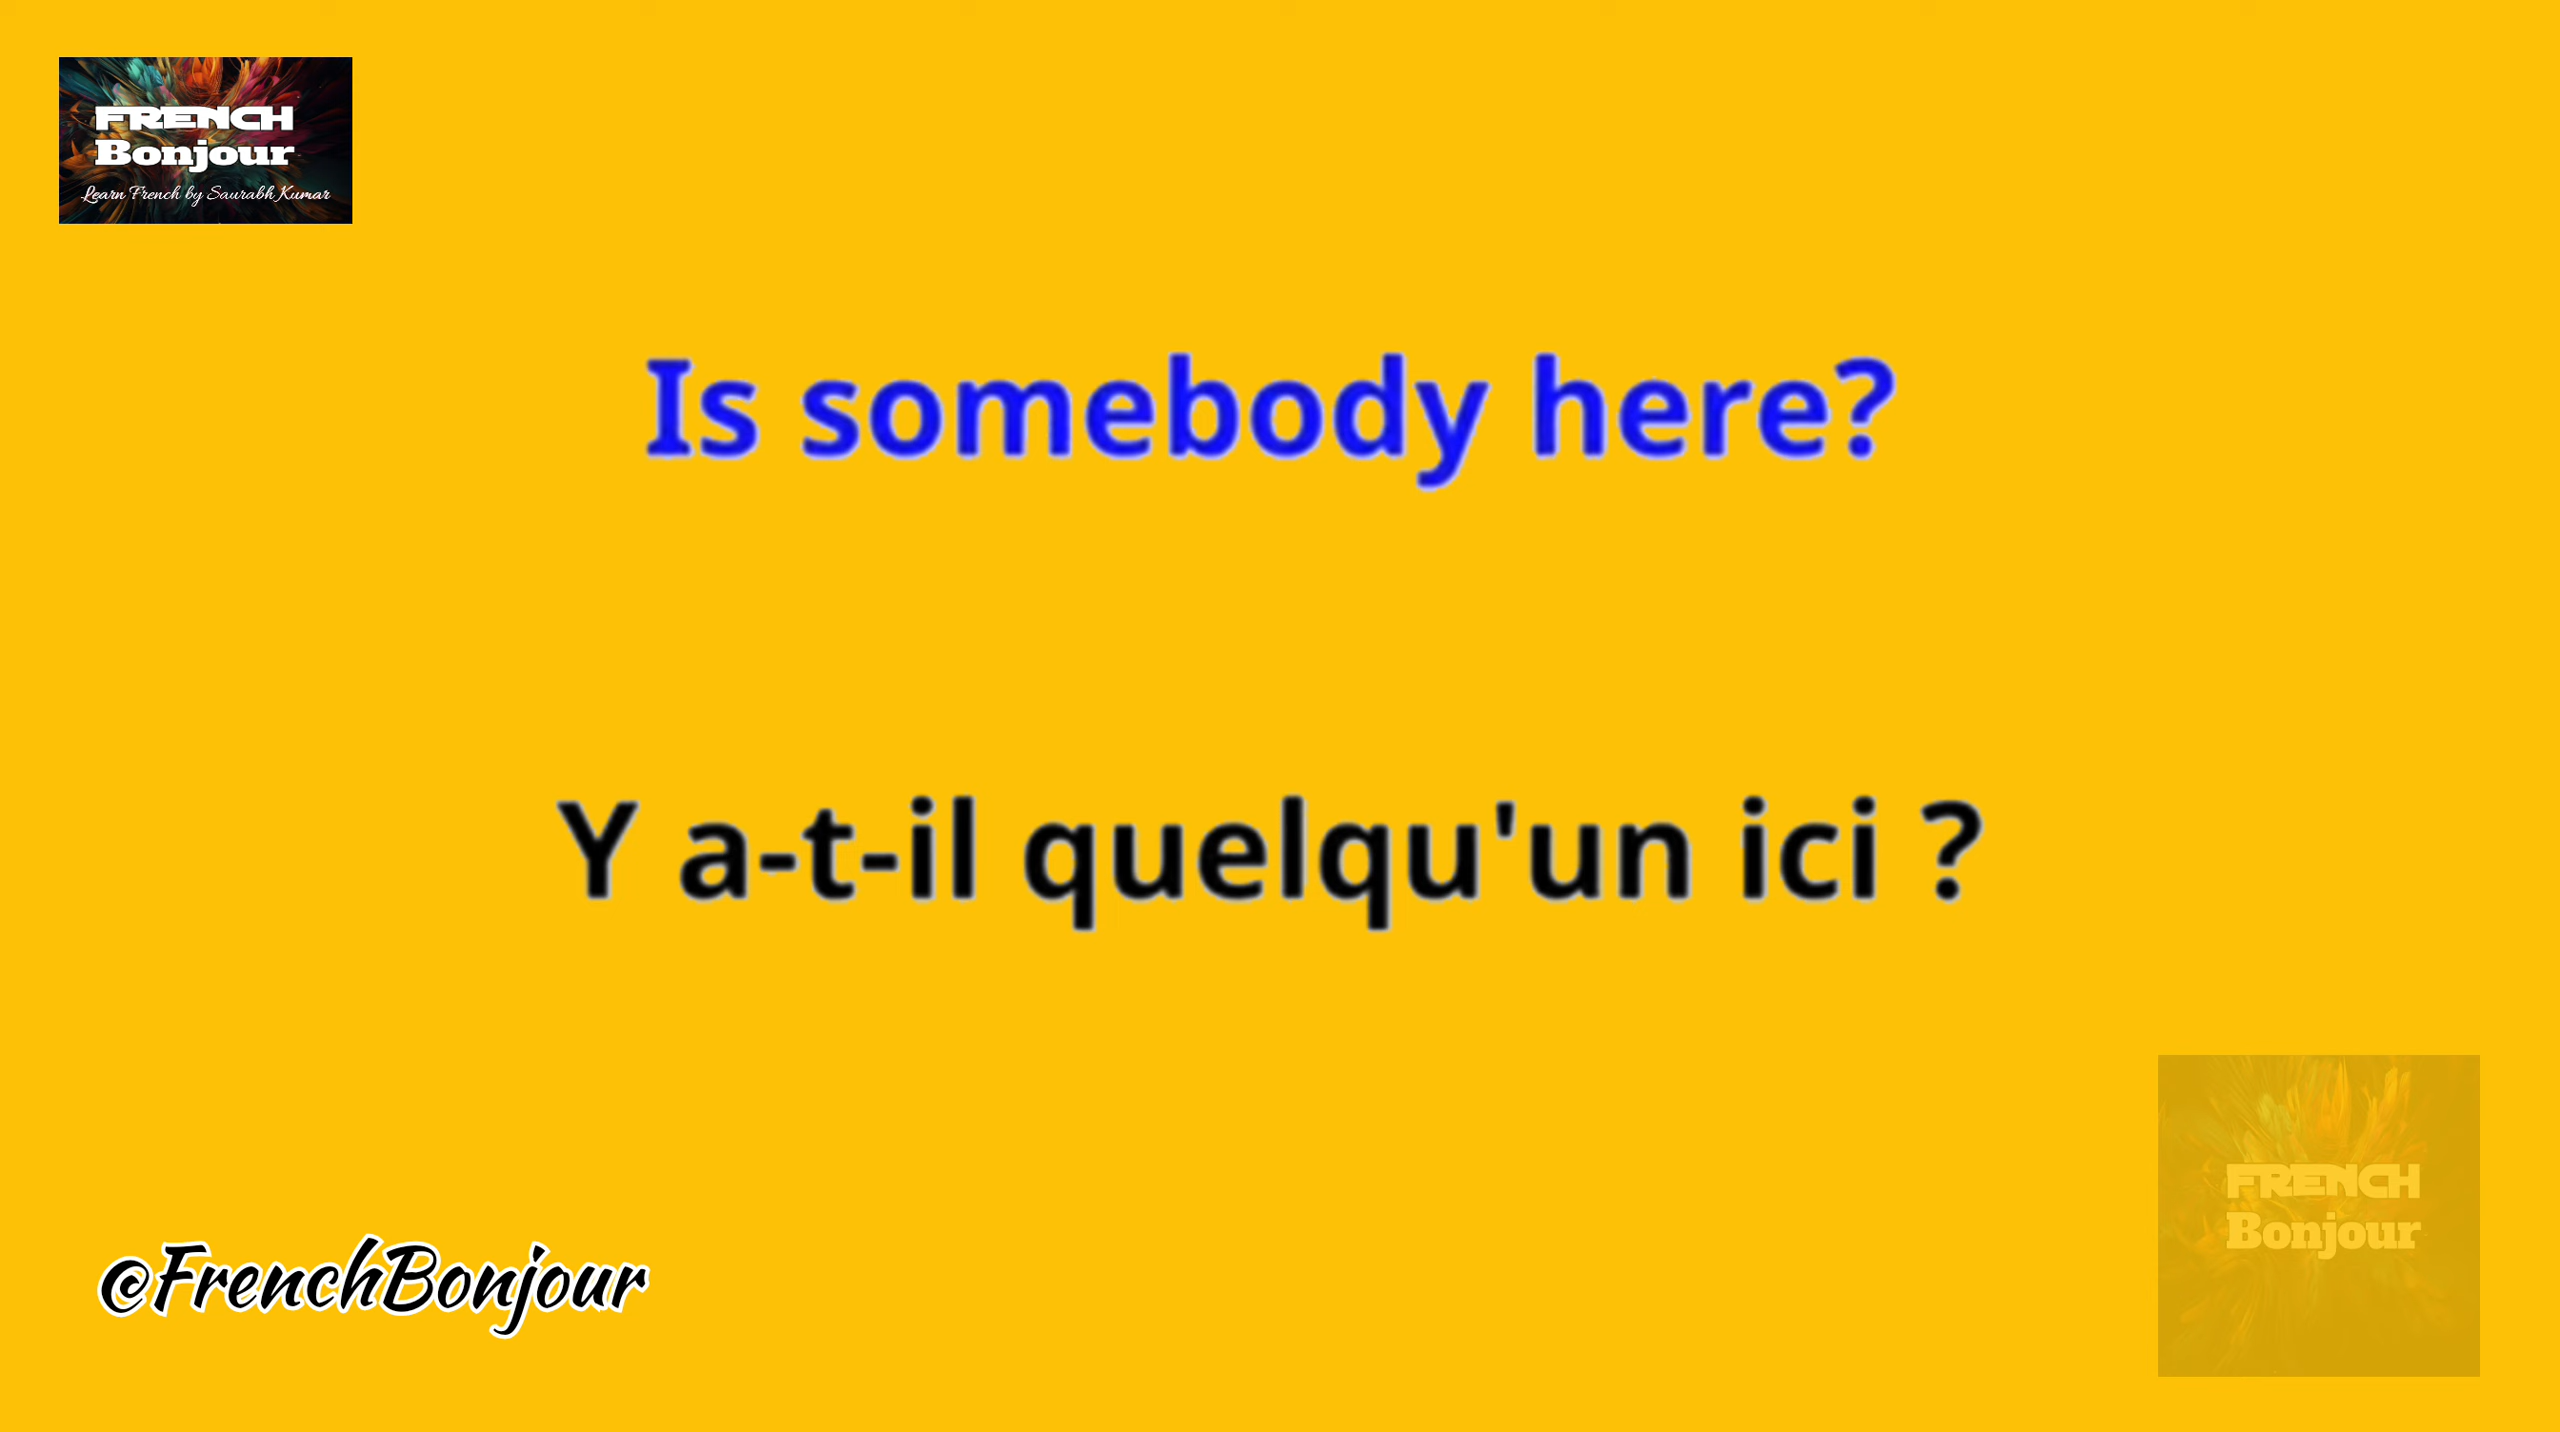 FRENCH
Bonjour
Learn French by Saurabh Kumar
Is somebody here?
Y a-t-il quelqu'un ici ?
FRENCH
Bonjour
@FrenchBonjour